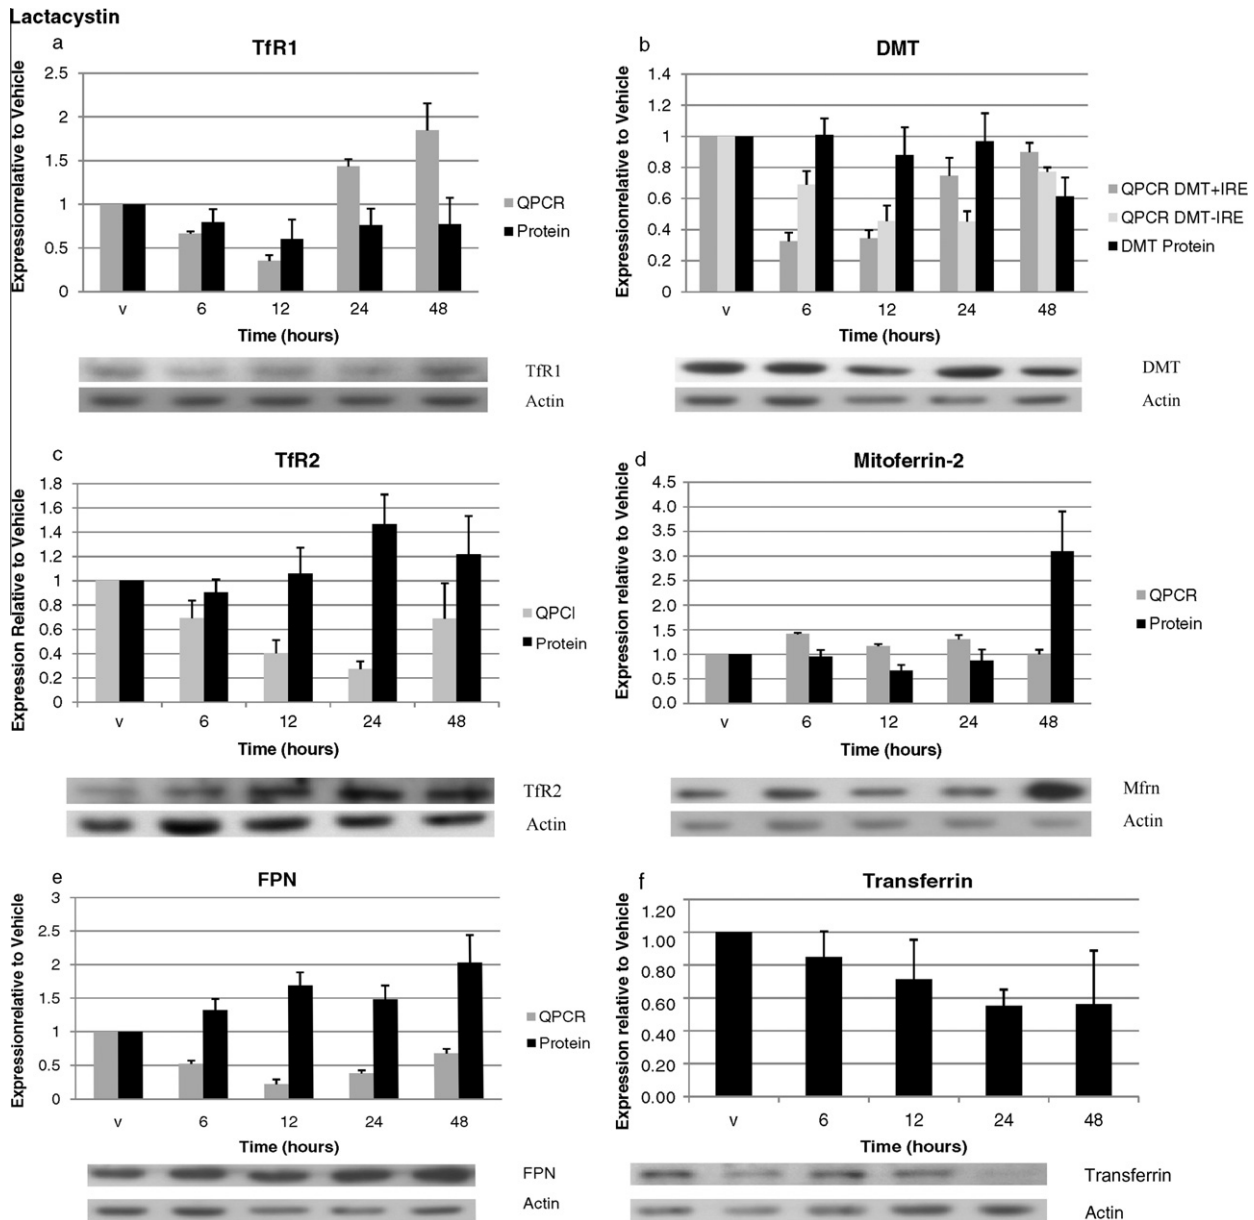 Lactacystin
a
TfR1
Expressionrelative to Vehicle
2.5
2
1.5
1
0.5
0
v 6 12 24 48
Time (hours)
QPCR
Protein
TfR1
Actin
b
DMT
Expressionrelative to Vehicle
1.4
1.2
1
0.8
0.6
0.4
0.2
0
v 6 12 24 48
Time (hours)
QPCR DMT+IRE
QPCR DMT-IRE
DMT Protein
DMT
Actin
c
TfR2
Expression Relative to Vehicle
1.8
1.6
1.4
1.2
1
0.8
0.6
0.4
0.2
0
v 6 12 24 48
Time (hours)
QPCI
Protein
TfR2
Actin
d
Mitoferrin-2
Expression relative to Vehicle
4.5
4.0
3.5
3.0
2.5
2.0
1.5
1.0
0.5
0.0
v 6 12 24 48
Time (hours)
QPCR
Protein
Mfrn
Actin
e
FPN
Expressionrelative to Vehicle
3
2.5
2
1.5
1
0.5
0
v 6 12 24 48
Time (hours)
QPCR
Protein
FPN
Actin
f
Transferrin
Expression relative to Vehicle
1.20
1.00
0.80
0.60
0.40
0.20
0.00
v 6 12 24 48
Time (hours)
Transferrin
Actin